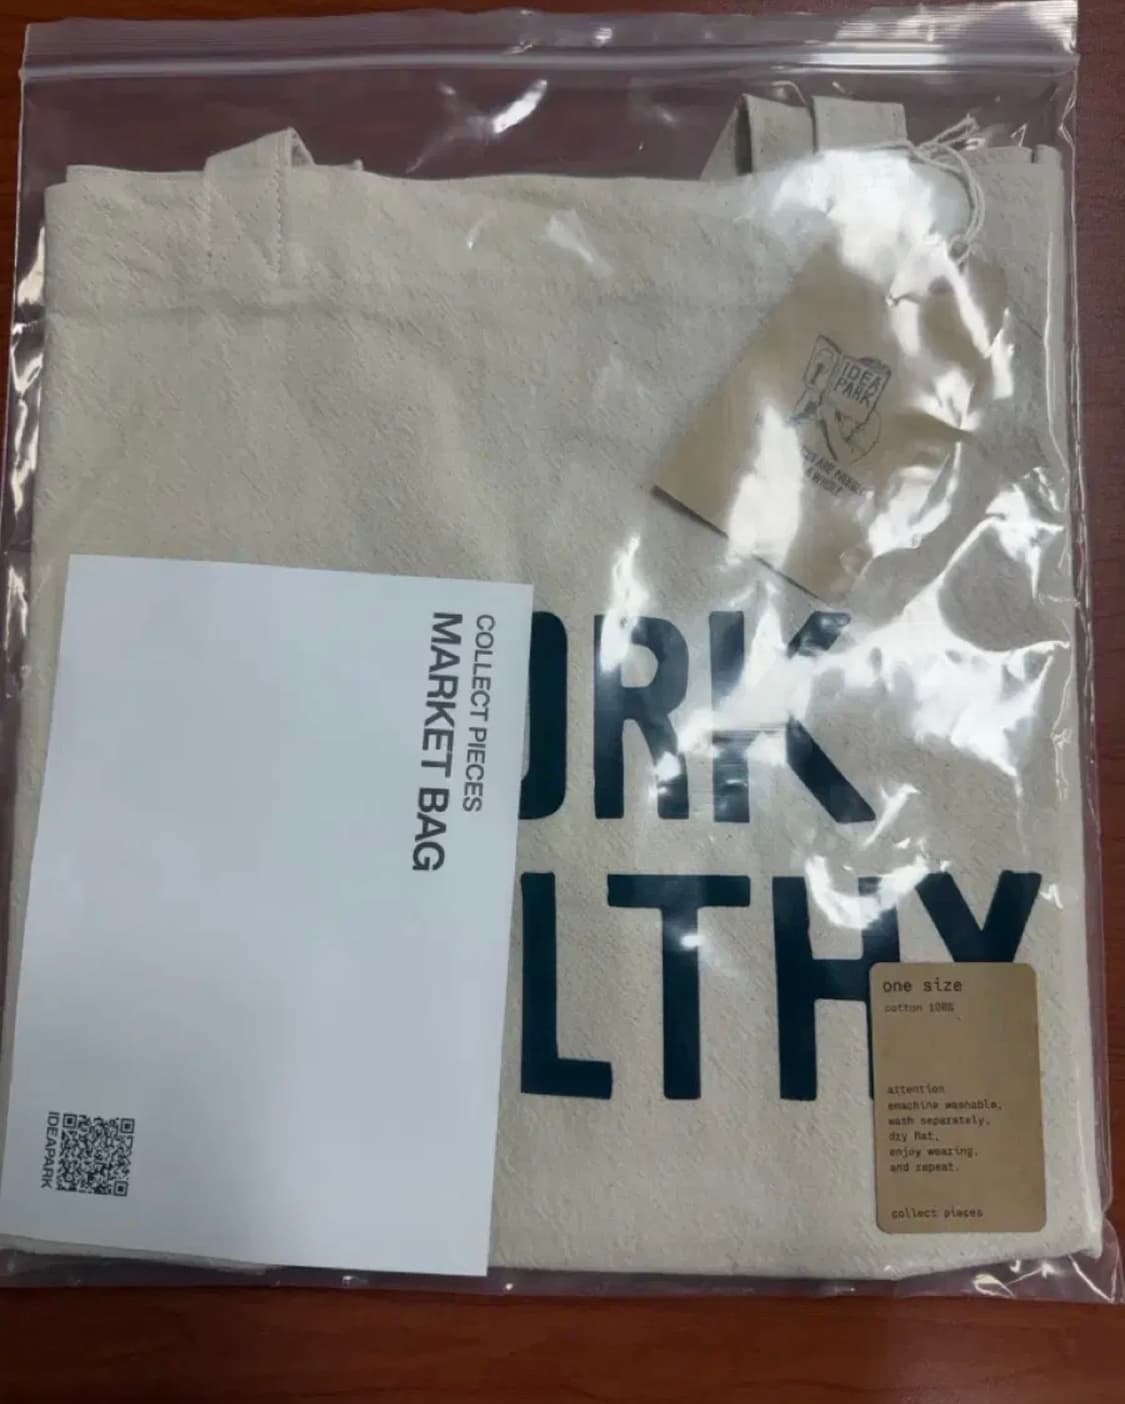 IDEA
PARK
COLLECT PIECES
MARKET BAG
IDEAPARK
ORK
LTHY
one size
cotton 100%
attention
emachine washable,
wash separately,
dry flat,
enjoy wearing,
and repeat.
collect pieces